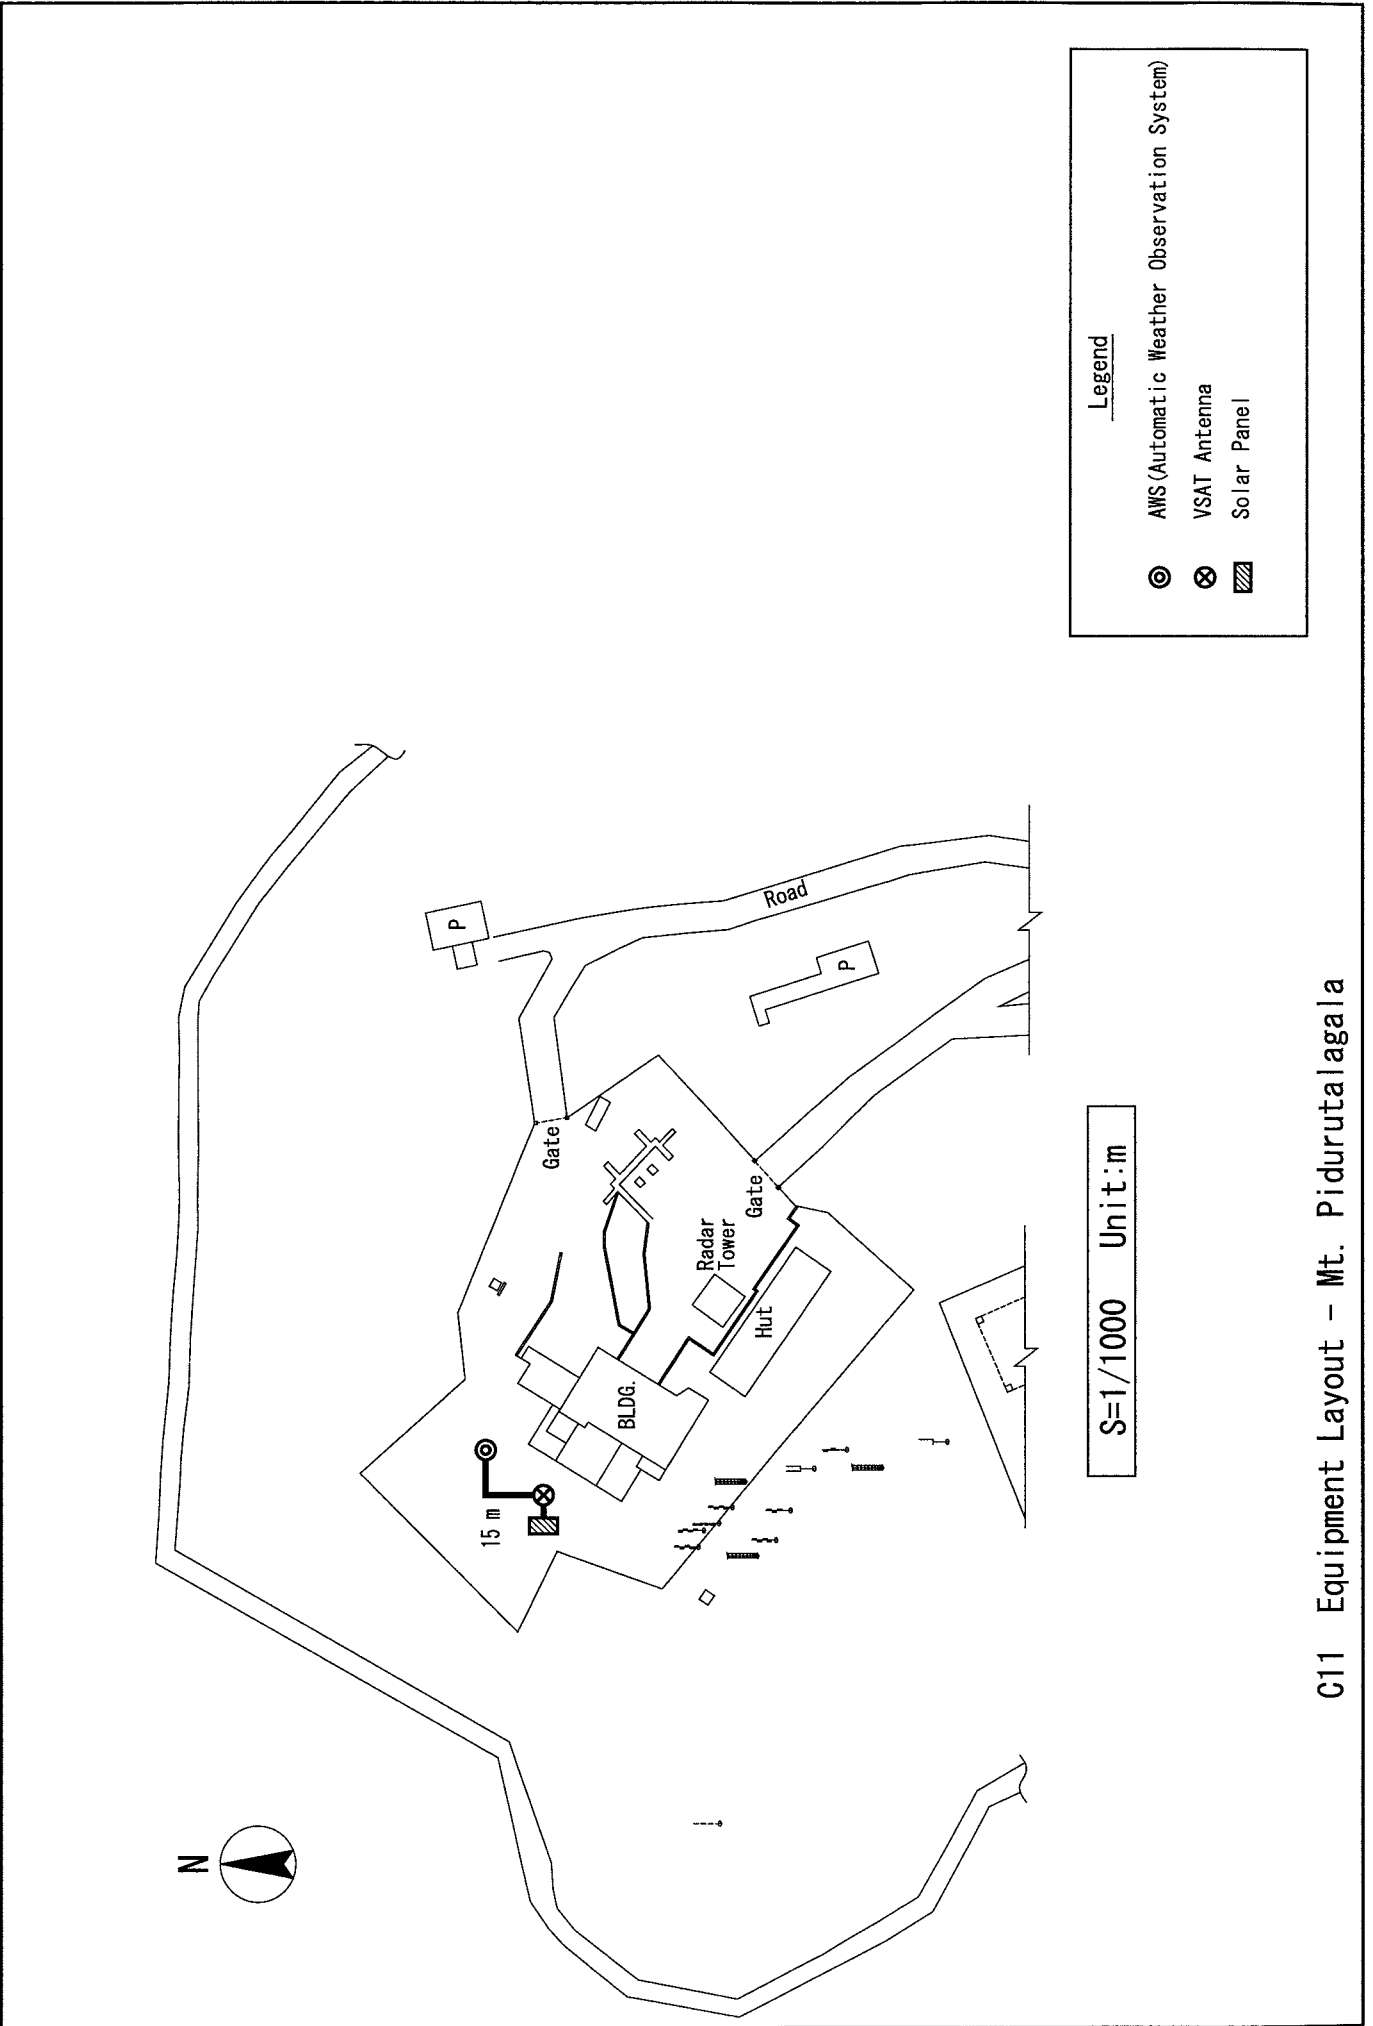 N
15 m
BLDG.
Gate
Radar
Tower
Hut
Gate
P
P
Road
Legend
AWS(Automatic Weather Observation System)
VSAT Antenna
Solar Panel
S=1/1000 Unit:m
C11 Equipment Layout - Mt. Pidurutalagala